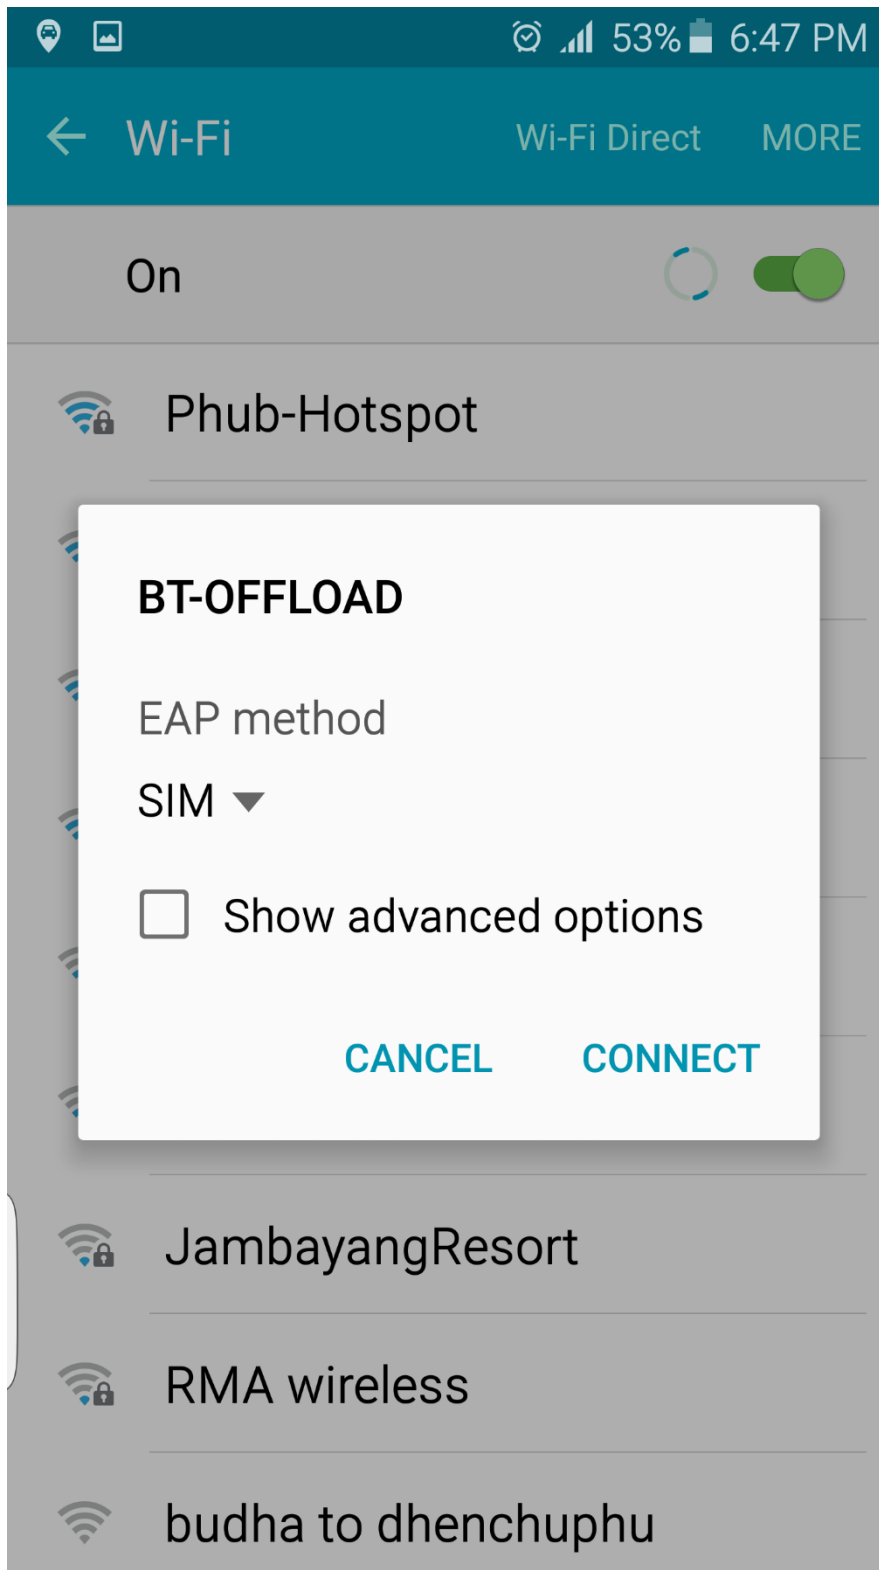 53% 6:47 PM
Wi-Fi Wi-Fi Direct MORE
On
Phub-Hotspot
BT-OFFLOAD
EAP method
SIM
Show advanced options
CANCEL CONNECT
JambayangResort
RMA wireless
budha to dhenchuphu